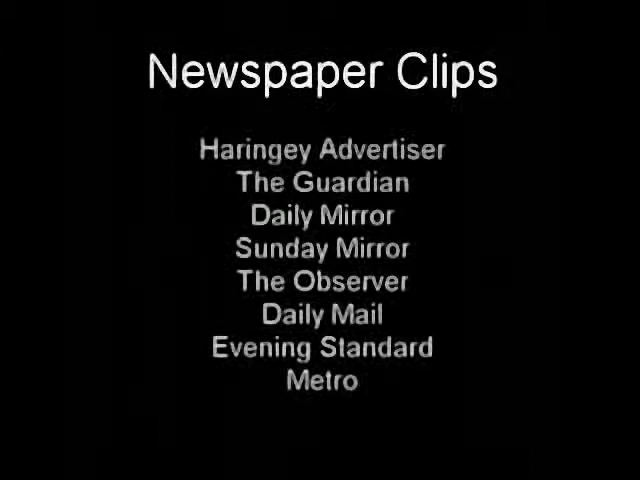 Newspaper Clips
Haringey Advertiser
The Guardian
Daily Mirror
Sunday Mirror
The Observer
Daily Mail
Evening Standard
Metro